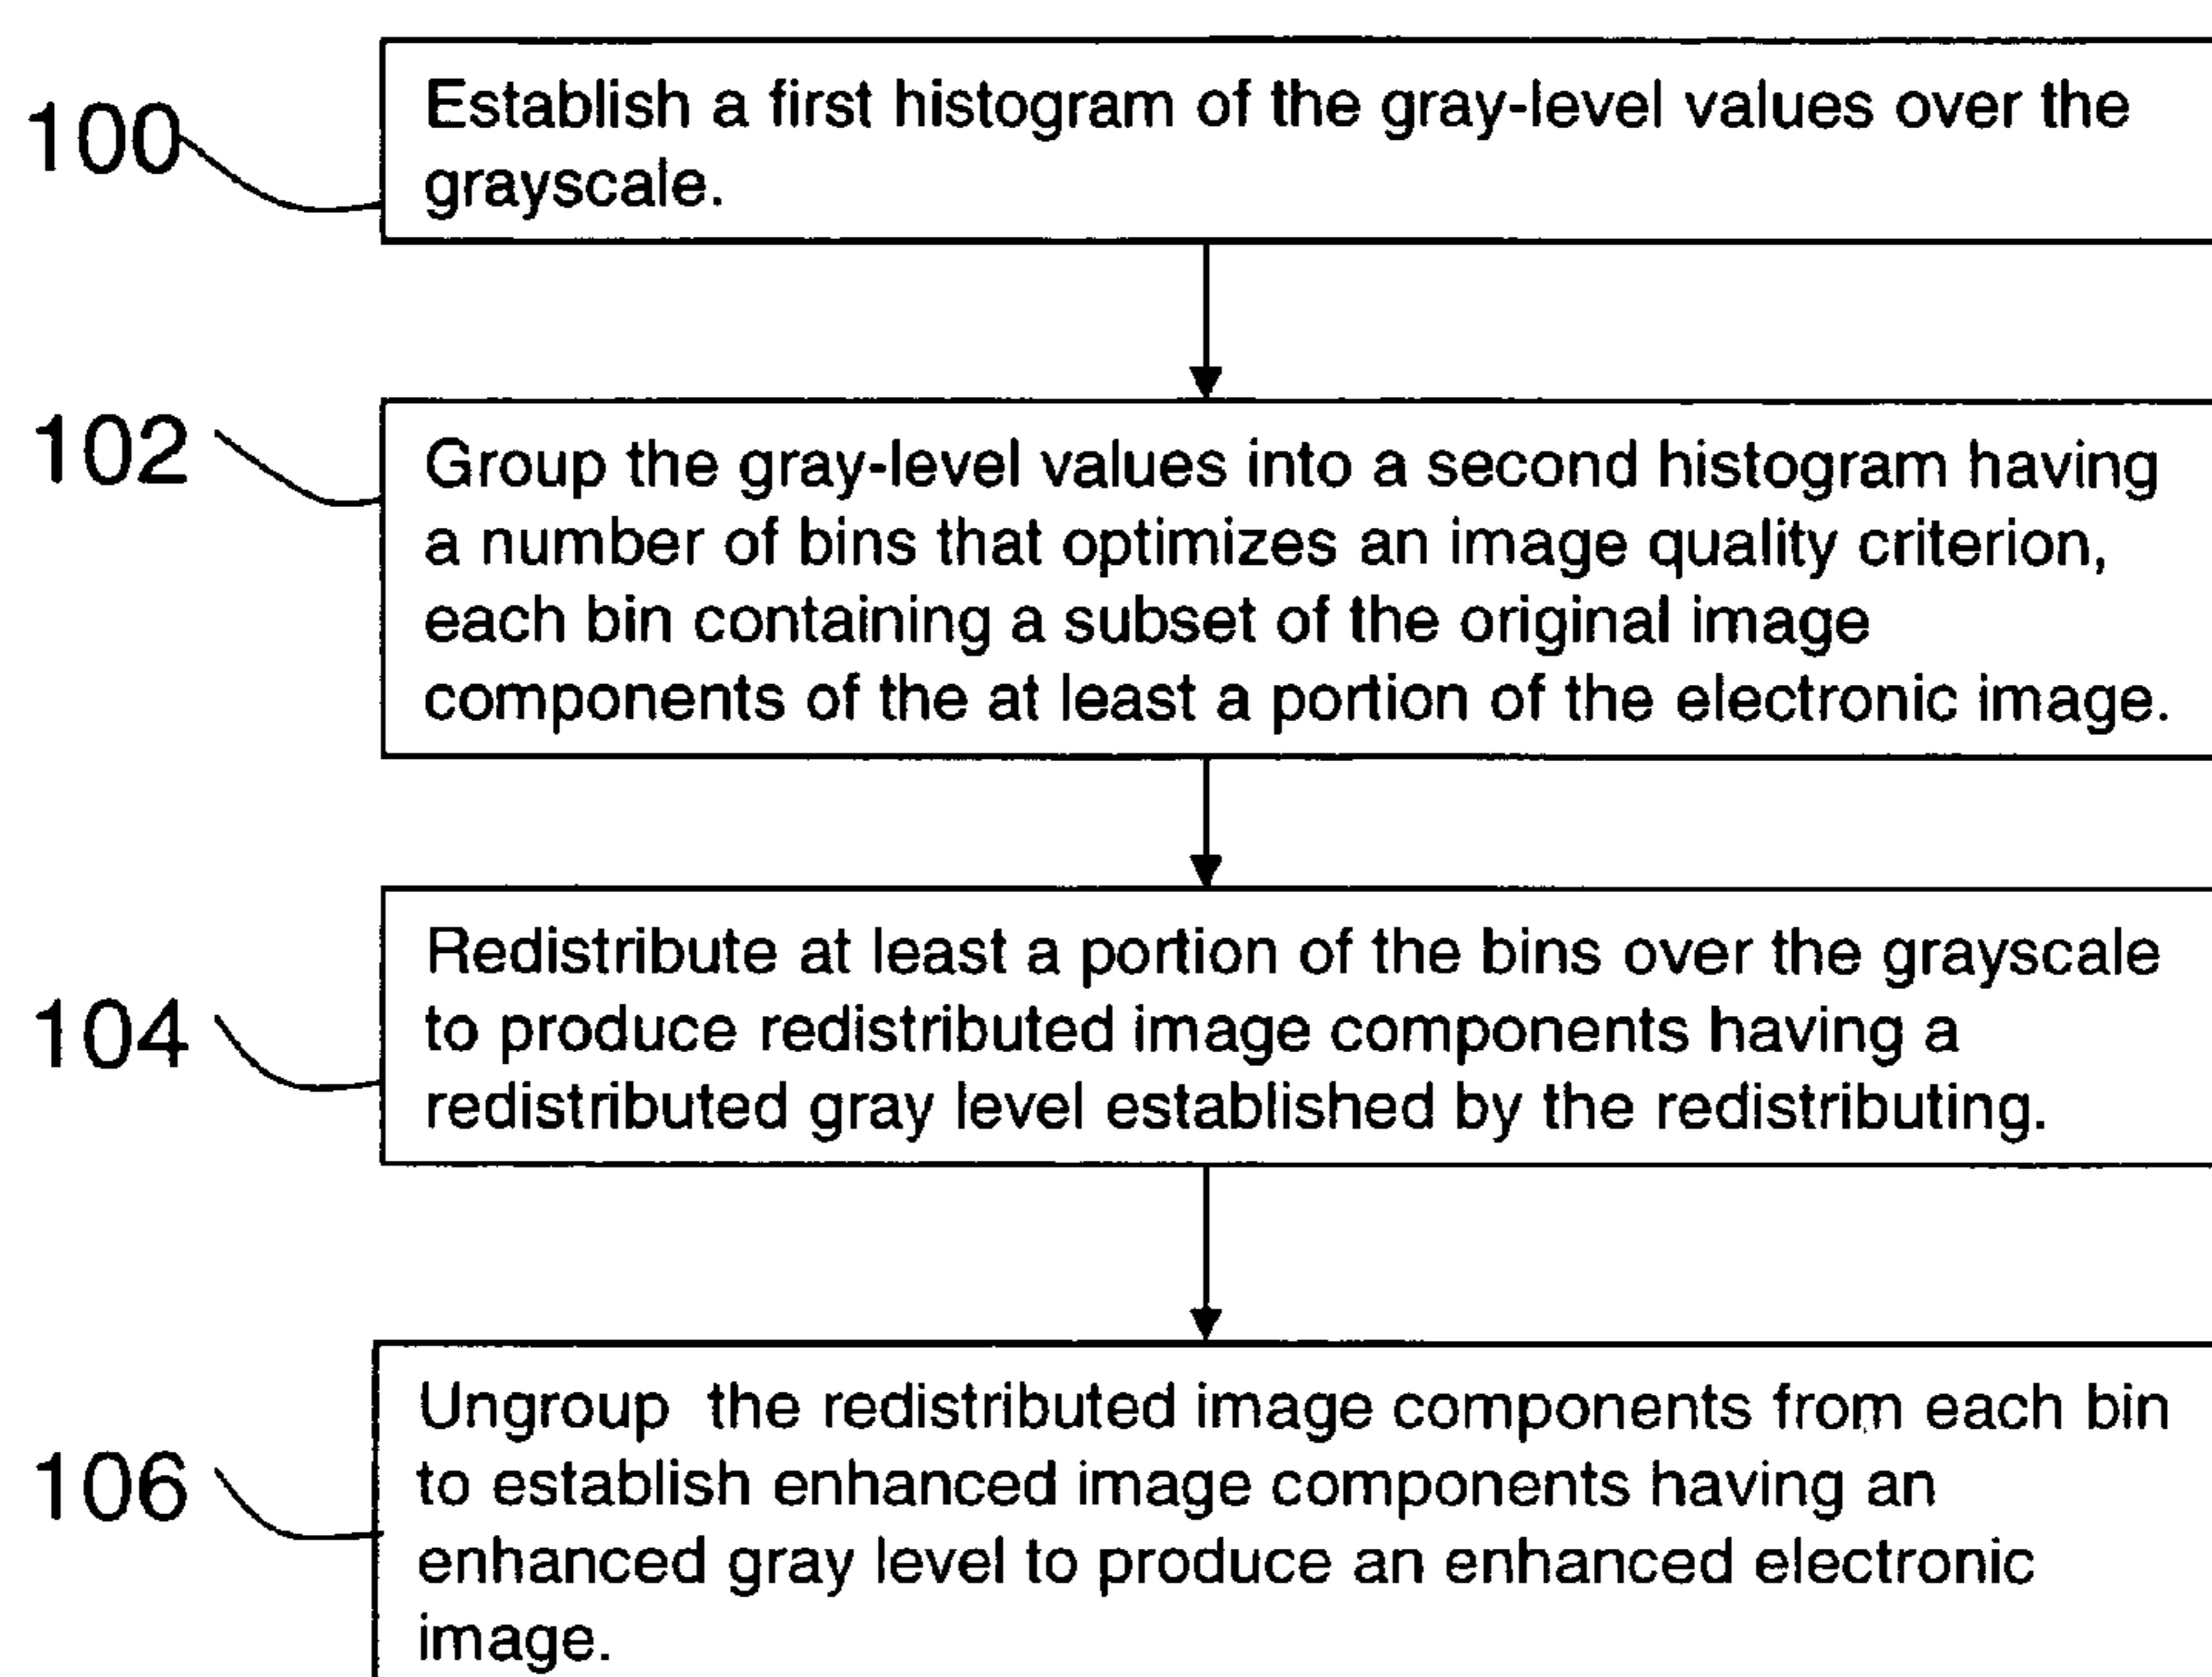 100
Establish a first histogram of the gray-level values over the
grayscale.
102
Group the gray-level values into a second histogram having
a number of bins that optimizes an image quality criterion,
each bin containing a subset of the original image
components of the at least a portion of the electronic image.
104
Redistribute at least a portion of the bins over the grayscale
to produce redistributed image components having a
redistributed gray level established by the redistributing.
106
Ungroup the redistributed image components from each bin
to establish enhanced image components having an
enhanced gray level to produce an enhanced electronic
image.